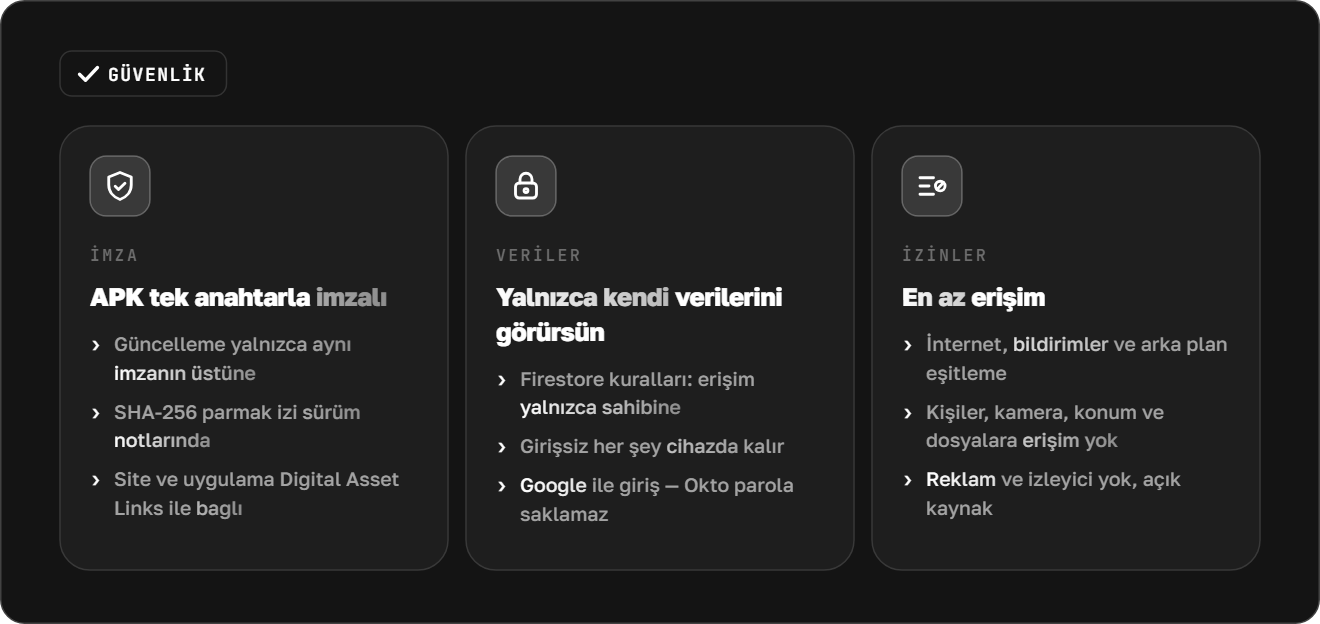 GÜVENLİK
İMZA
APK tek anahtarla imzalı
Güncelleme yalnızca aynı
imzanın üstüne
SHA-256 parmak izi sürüm
notlarında
Site ve uygulama Digital Asset
Links ile bağlı
VERİLER
Yalnızca kendi verilerini
görürsün
Firestore kuralları: erişim
yalnızca sahibine
Girişsiz her şey cihazda kalır
Google ile giriş — Okto parola
saklamaz
İZİNLER
En az erişim
İnternet, bildirimler ve arka plan
eşitleme
Kişiler, kamera, konum ve
dosyalara erişim yok
Reklam ve izleyici yok, açık
kaynak